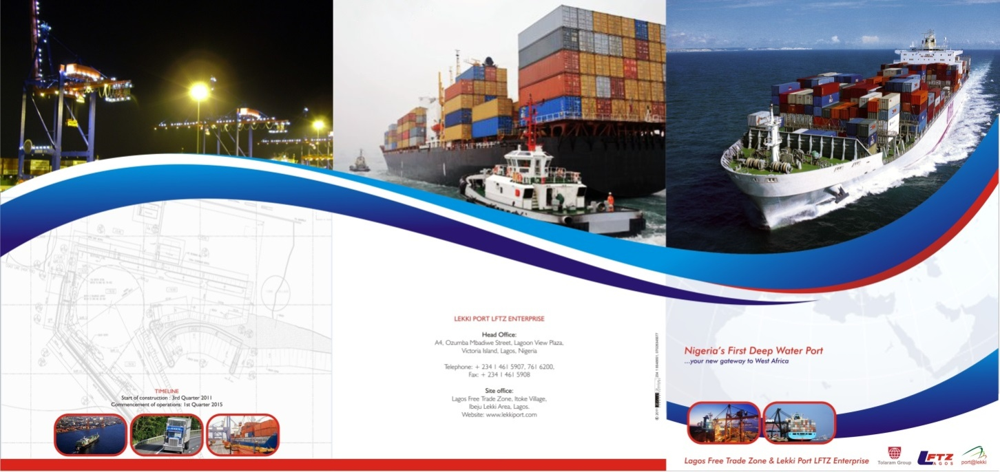 TIMELINE
Start of construction : 3rd Quarter 2011
Commencement of operations: 1st Quarter 2015
LEKKI PORT LFTZ ENTERPRISE
Head Office:
A4, Ozumba Mbadiwe Street, Lagoon View Plaza,
Victoria Island, Lagos, Nigeria
Telephone: + 234 1 461 5907, 761 6200,
Fax: + 234 1 461 5908
Site office:
Lagos Free Trade Zone, Itoke Village,
Ibeju Lekki Area, Lagos.
Website: www.lekkiport.com
Nigeria's First Deep Water Port
...your new gateway to West Africa
Lagos Free Trade Zone & Lekki Port LFTZ Enterprise
Tolaram Group
LFTZ
LAGOS
port@lekki